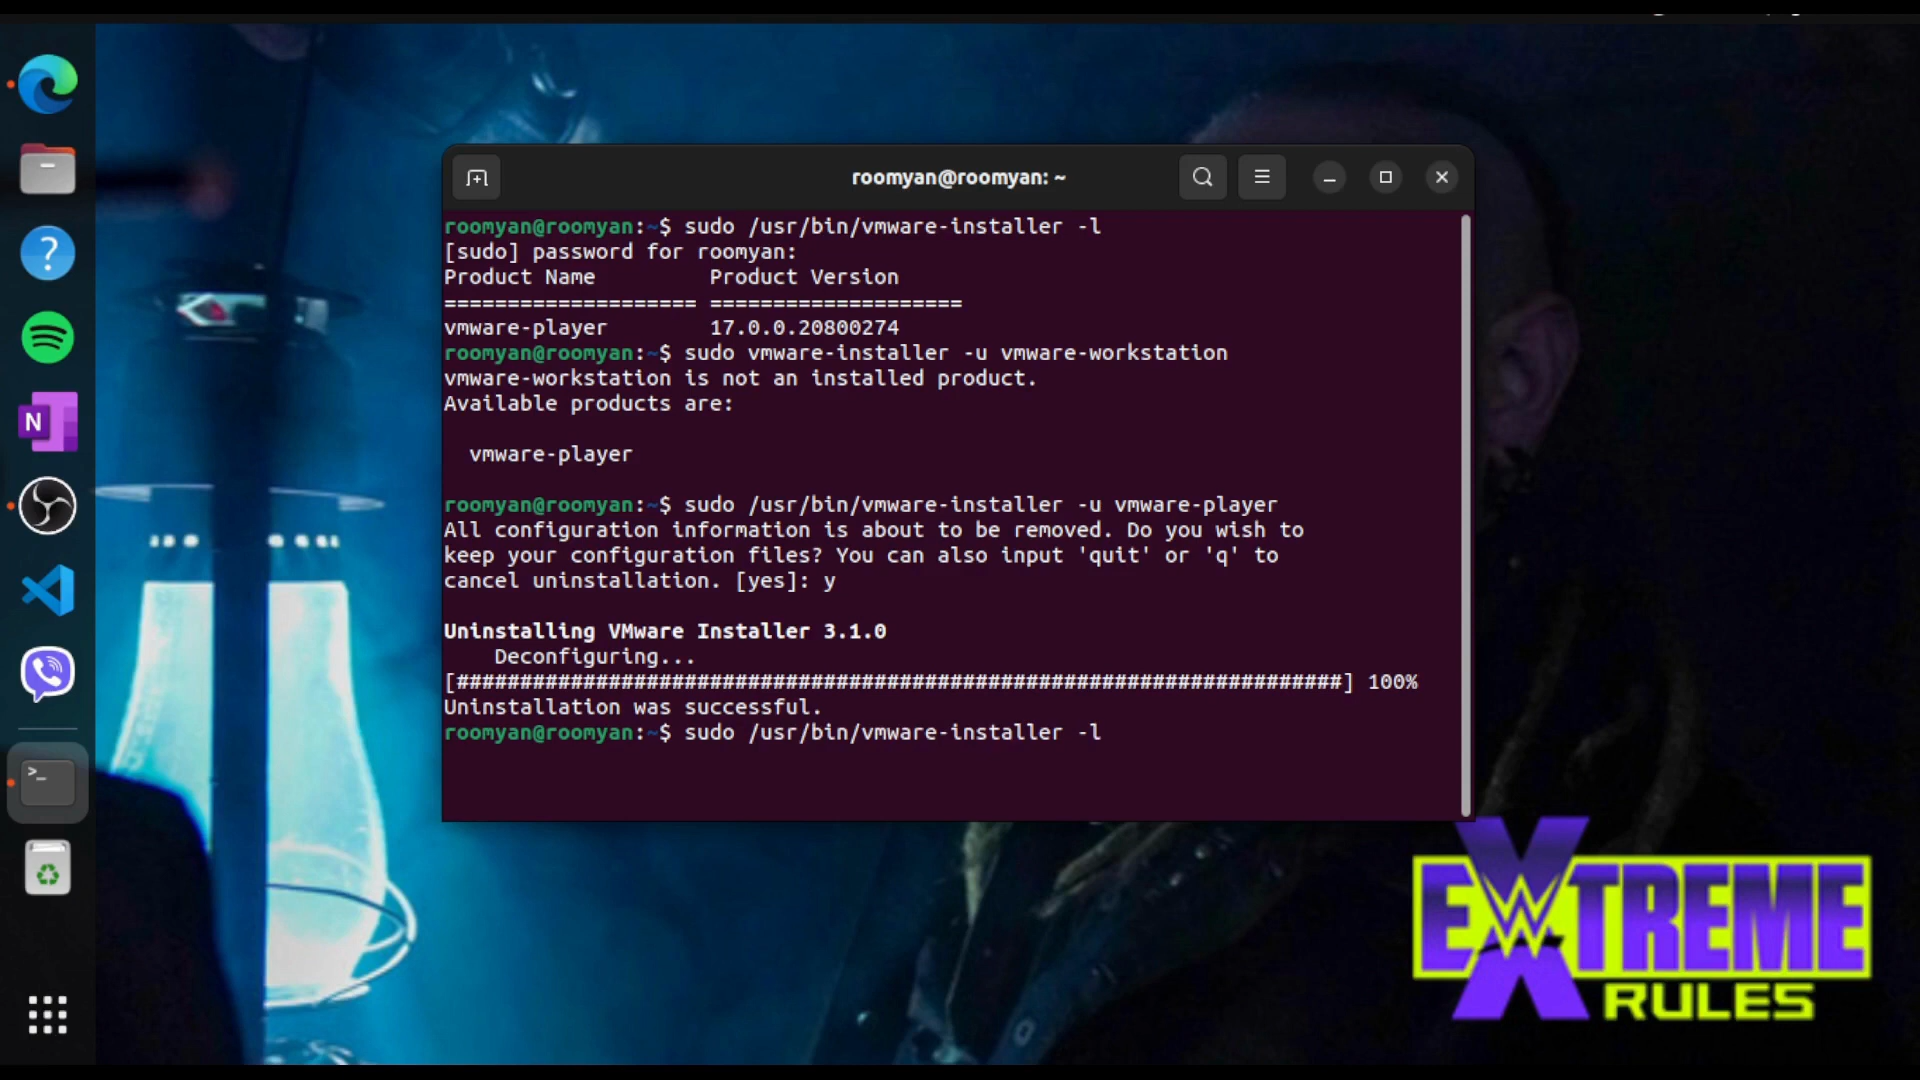 roomyan@roomyan: ~
roomyan@roomyan:~$ sudo /usr/bin/vmware-installer -l
[sudo] password for roomyan:
Product Name         Product Version
==================== ====================
vmware-player        17.0.0.20800274
roomyan@roomyan:~$ sudo vmware-installer -u vmware-workstation
vmware-workstation is not an installed product.
Available products are:
  vmware-player
roomyan@roomyan:~$ sudo /usr/bin/vmware-installer -u vmware-player
All configuration information is about to be removed. Do you wish to
keep your configuration files? You can also input 'quit' or 'q' to
cancel uninstallation. [yes]: y
Uninstalling VMware Installer 3.1.0
    Deconfiguring...
[######################################################################] 100%
Uninstallation was successful.
roomyan@roomyan:~$ sudo /usr/bin/vmware-installer -l
N
EXTREME
RULES